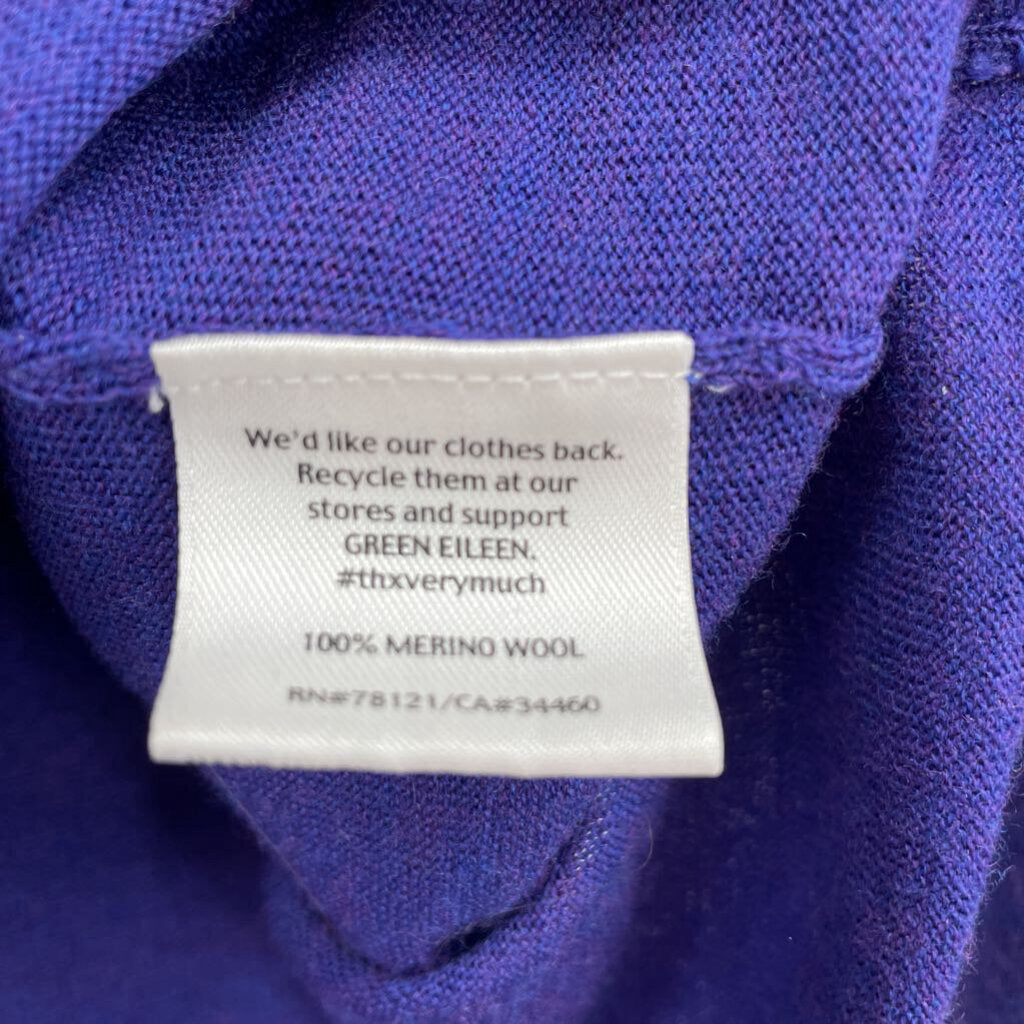 We'd like our clothes back.
Recycle them at our
stores and support
GREEN EILEEN.
#thxverymuch
100% MERINO WOOL
RN#78121/CA#34460